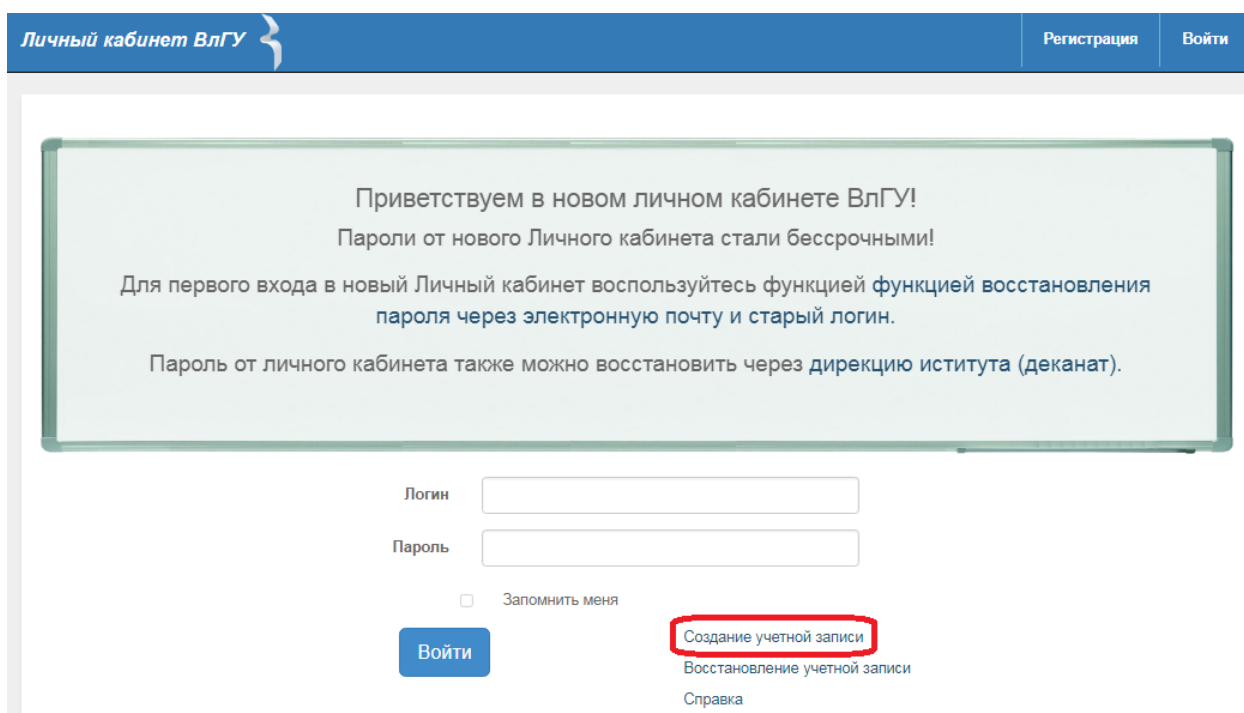 Личный кабинет ВлГУ
Регистрация
Войти
Приветствуем в новом личном кабинете ВлГУ!
Пароли от нового Личного кабинета стали бессрочными!
Для первого входа в новый Личный кабинет воспользуйтесь функцией функцией восстановления
пароля через электронную почту и старый логин.
Пароль от личного кабинета также можно восстановить через дирекцию иститута (деканат).
Логин
Пароль
Запомнить меня
Войти
Создание учетной записи
Восстановление учетной записи
Справка